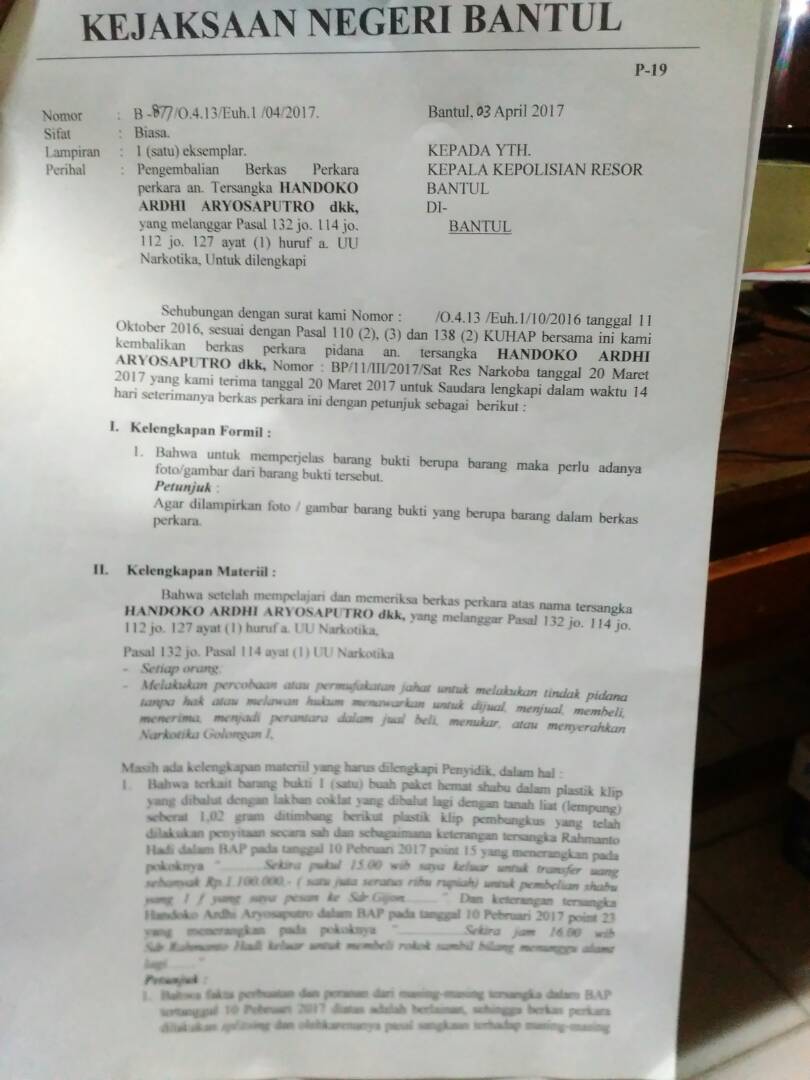 KEJAKSAAN NEGERI BANTUL
P-19
Nomor : B -877/O.4.13/Euh.1 /04/2017.
Sifat : Biasa.
Lampiran : 1 (satu) eksemplar.
Perihal : Pengembalian Berkas Perkara
perkara an. Tersangka HANDOKO
ARDHI ARYOSAPUTRO dkk,
yang melanggar Pasal 132 jo. 114 jo.
112 jo. 127 ayat (1) huruf a. UU
Narkotika, Untuk dilengkapi
Bantul, 03 April 2017
KEPADA YTH.
KEPALA KEPOLISIAN RESOR
BANTUL
DI-
BANTUL
Sehubungan dengan surat kami Nomor : /O.4.13 /Euh.1/10/2016 tanggal 11
Oktober 2016, sesuai dengan Pasal 110 (2), (3) dan 138 (2) KUHAP bersama ini kami
kembalikan berkas perkara pidana an. tersangka HANDOKO ARDHI
ARYOSAPUTRO dkk, Nomor : BP/11/III/2017/Sat Res Narkoba tanggal 20 Maret
2017 yang kami terima tanggal 20 Maret 2017 untuk Saudara lengkapi dalam waktu 14
hari seterimanya berkas perkara ini dengan petunjuk sebagai berikut :
I. Kelengkapan Formil :
1. Bahwa untuk memperjelas barang bukti berupa barang maka perlu adanya
foto/gambar dari barang bukti tersebut.
Petunjuk :
Agar dilampirkan foto / gambar barang bukti yang berupa barang dalam berkas
perkara.
II. Kelengkapan Materiil :
Bahwa setelah mempelajari dan memeriksa berkas perkara atas nama tersangka
HANDOKO ARDHI ARYOSAPUTRO dkk, yang melanggar Pasal 132 jo. 114 jo.
112 jo. 127 ayat (1) huruf a. UU Narkotika,
Pasal 132 jo. Pasal 114 ayat (1) UU Narkotika
- Setiap orang;
- Melakukan percobaan atau permufakatan jahat untuk melakukan tindak pidana
tanpa hak atau melawan hukum menawarkan untuk dijual, menjual, membeli,
menerima, menjadi perantara dalam jual beli, menukar, atau menyerahkan
Narkotika Golongan I,
Masih ada kelengkapan materiil yang harus dilengkapi Penyidik, dalam hal :
1. Bahwa terkait barang bukti 1 (satu) buah paket hemat shabu dalam plastik klip
yang dibalut dengan lakban coklat yang dibalut lagi dengan tanah liat (lempung)
seberat 1,02 gram ditimbang berikut plastik klip pembungkus yang telah
dilakukan penyitaan secara sah dan sebagaimana keterangan tersangka Rahmanto
Hadi dalam BAP pada tanggal 10 Pebruari 2017 point 15 yang menerangkan pada
pokoknya "..........Sekira pukul 15.00 wib saya keluar untuk transfer uang
sebanyak Rp.1.100.000,- ( satu juta seratus ribu rupiah) untuk pembelian shabu
yang 1 f yang saya pesan ke Sdr Gijon........" Dan keterangan tersangka
Handoko Ardhi Aryosaputro dalam BAP pada tanggal 10 Pebruari 2017 point 23
yang menerangkan pada pokoknya "..............Sekira jam 16.00 wib
Sdr Rahmanto Hadi keluar untuk membeli rokok sambil bilang menunggu alamt
lagi........"
Petunjuk :
1. Bahwa fakta perbuatan dan peranan dari masing-masing tersangka dalam BAP
tertanggal 10 Pebruari 2017 diatas adalah berlainan, sehingga berkas perkara
dilakukan splitsing dan olehkarenanya pasal sangkaan terhadap masing-masing